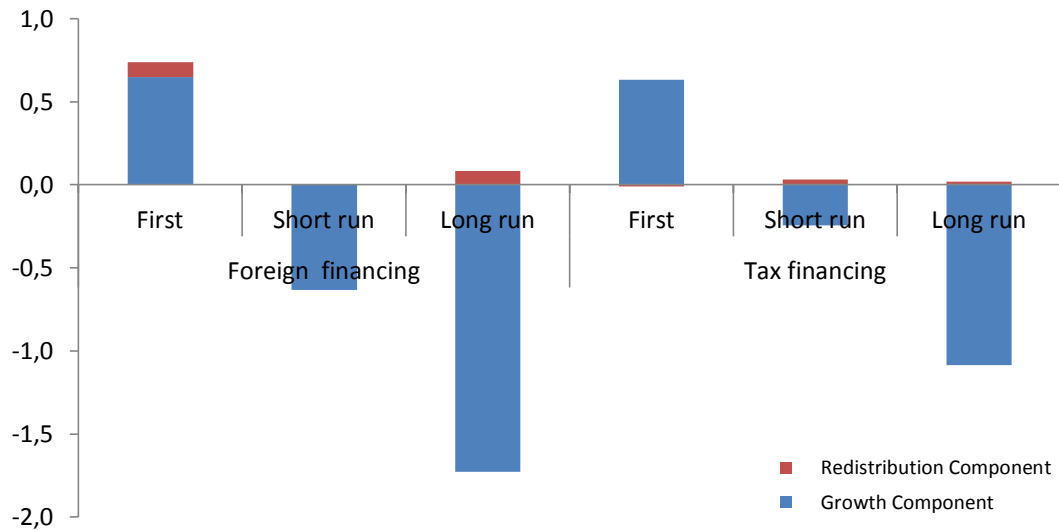 1,0
0,5
0,0
First Short run Long run First Short run Long run
-0,5
Foreign financing Tax financing
-1,0
-1,5
Redistribution Component
Growth Component
-2,0